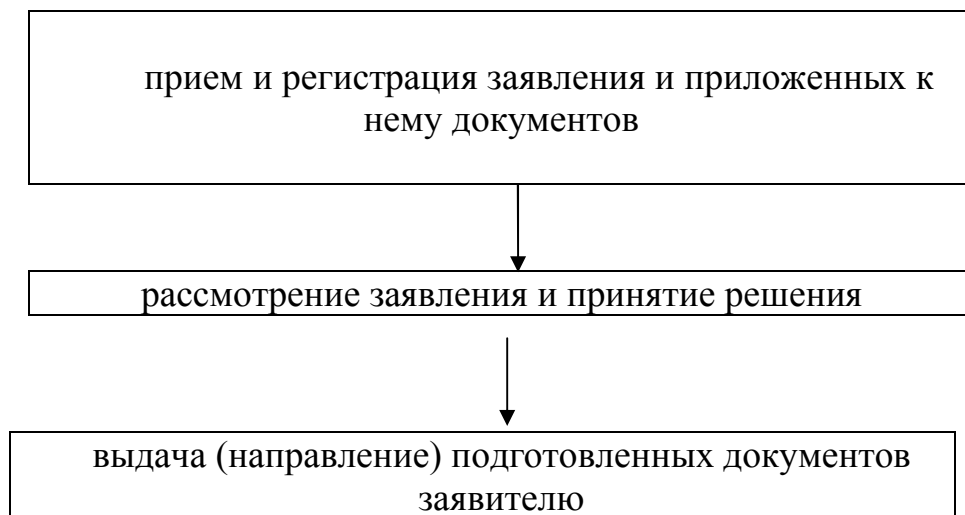 прием и регистрация заявления и приложенных к
нему документов
рассмотрение заявления и принятие решения
выдача (направление) подготовленных документов
заявителю